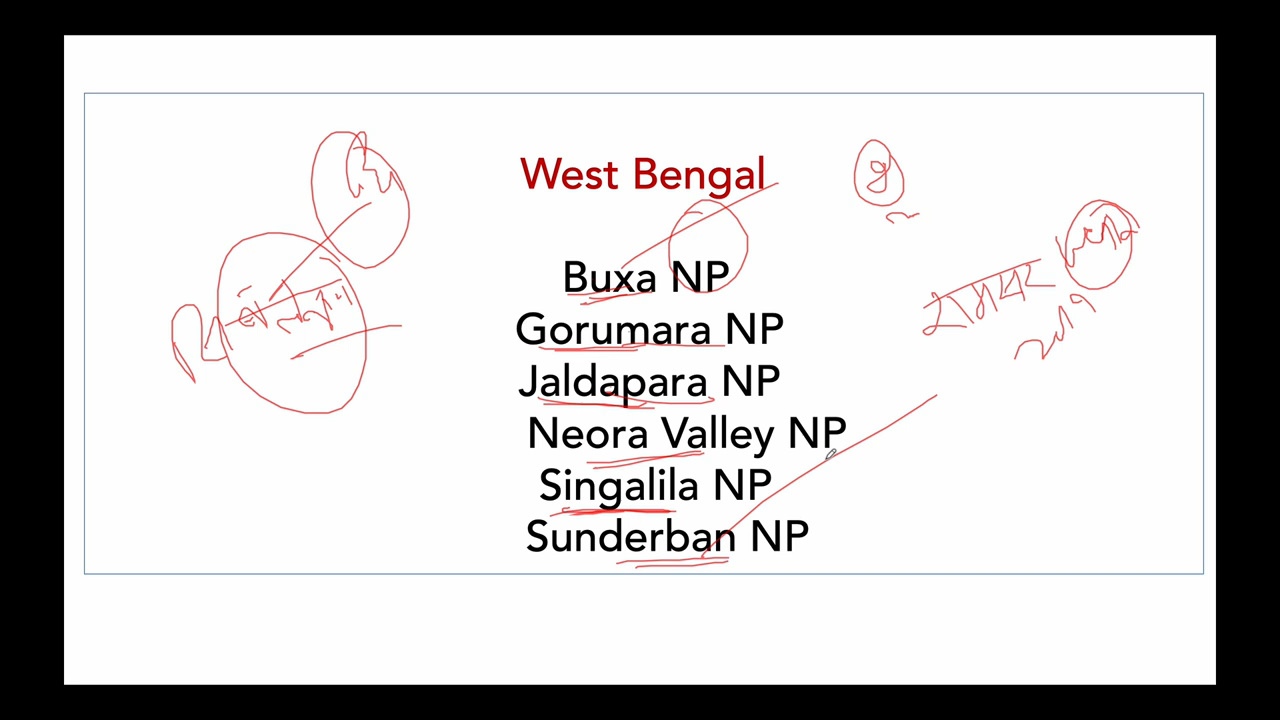 West Bengal
Buxa NP
Gorumara NP
Jaldapara NP
Neora Valley NP
Singalila NP
Sunderban NP